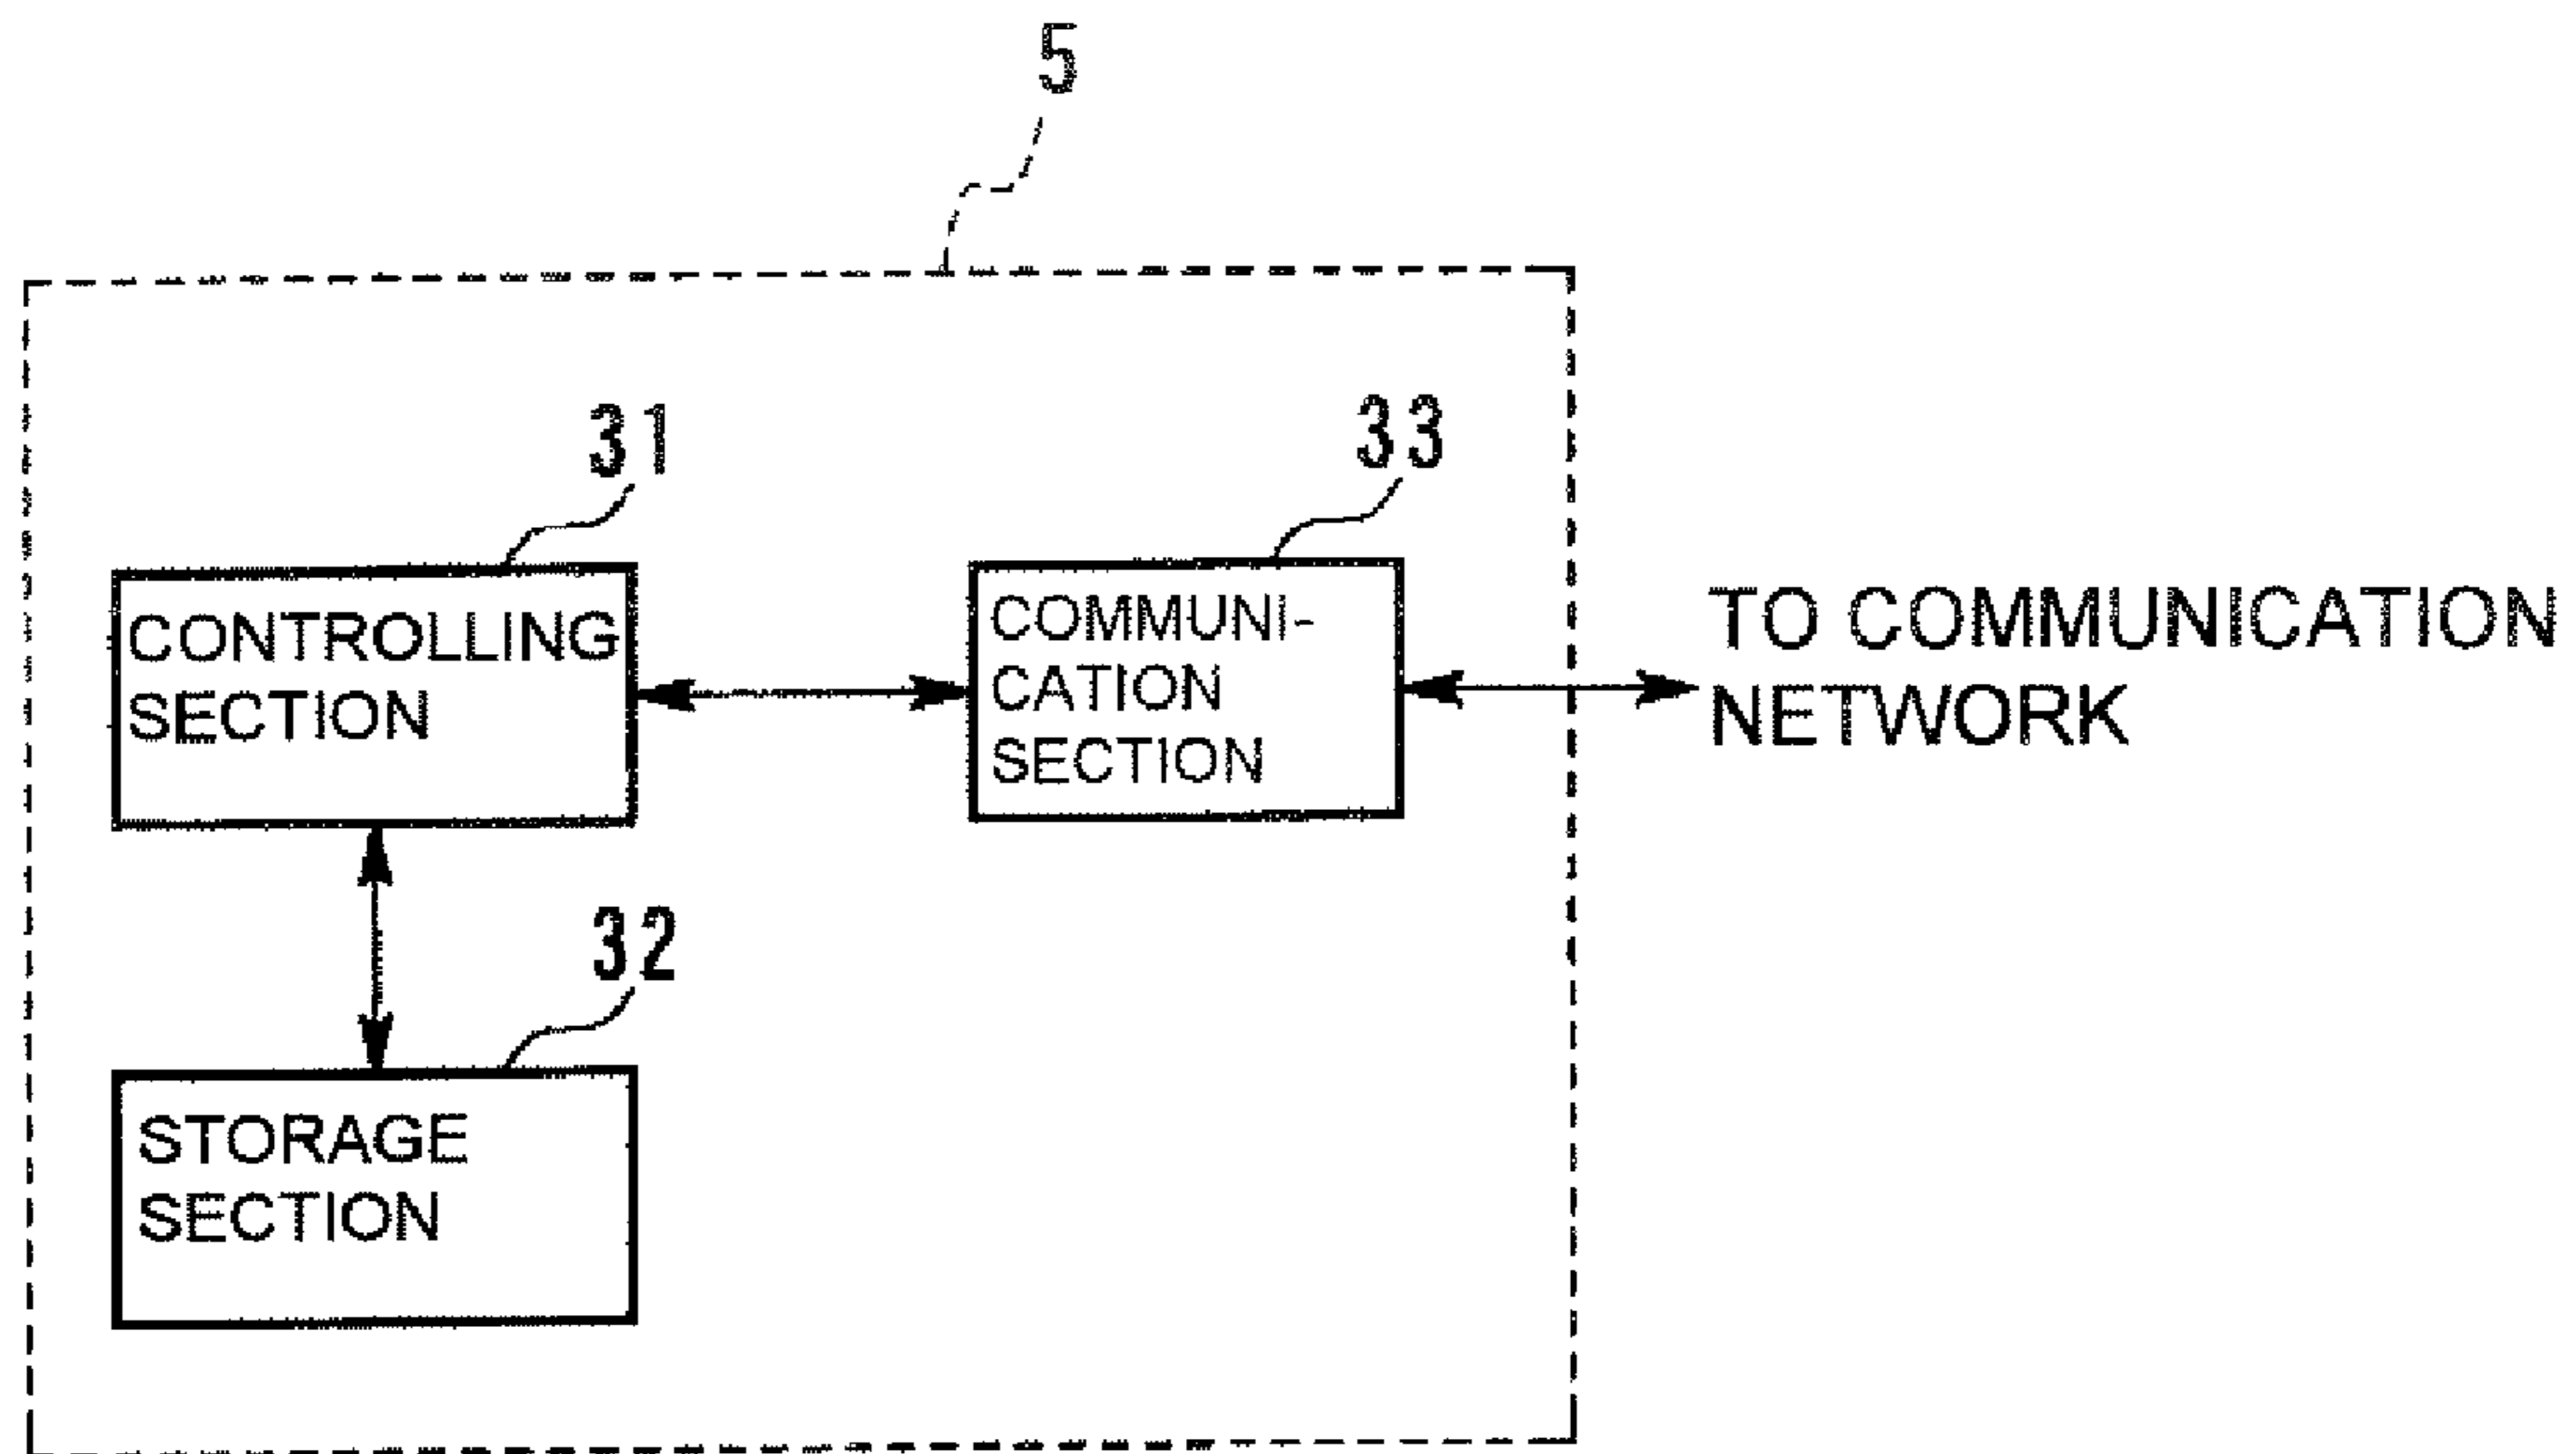 5
31
33
CONTROLLING
SECTION
COMMUNI-
CATION
SECTION
TO COMMUNICATION
NETWORK
32
STORAGE
SECTION